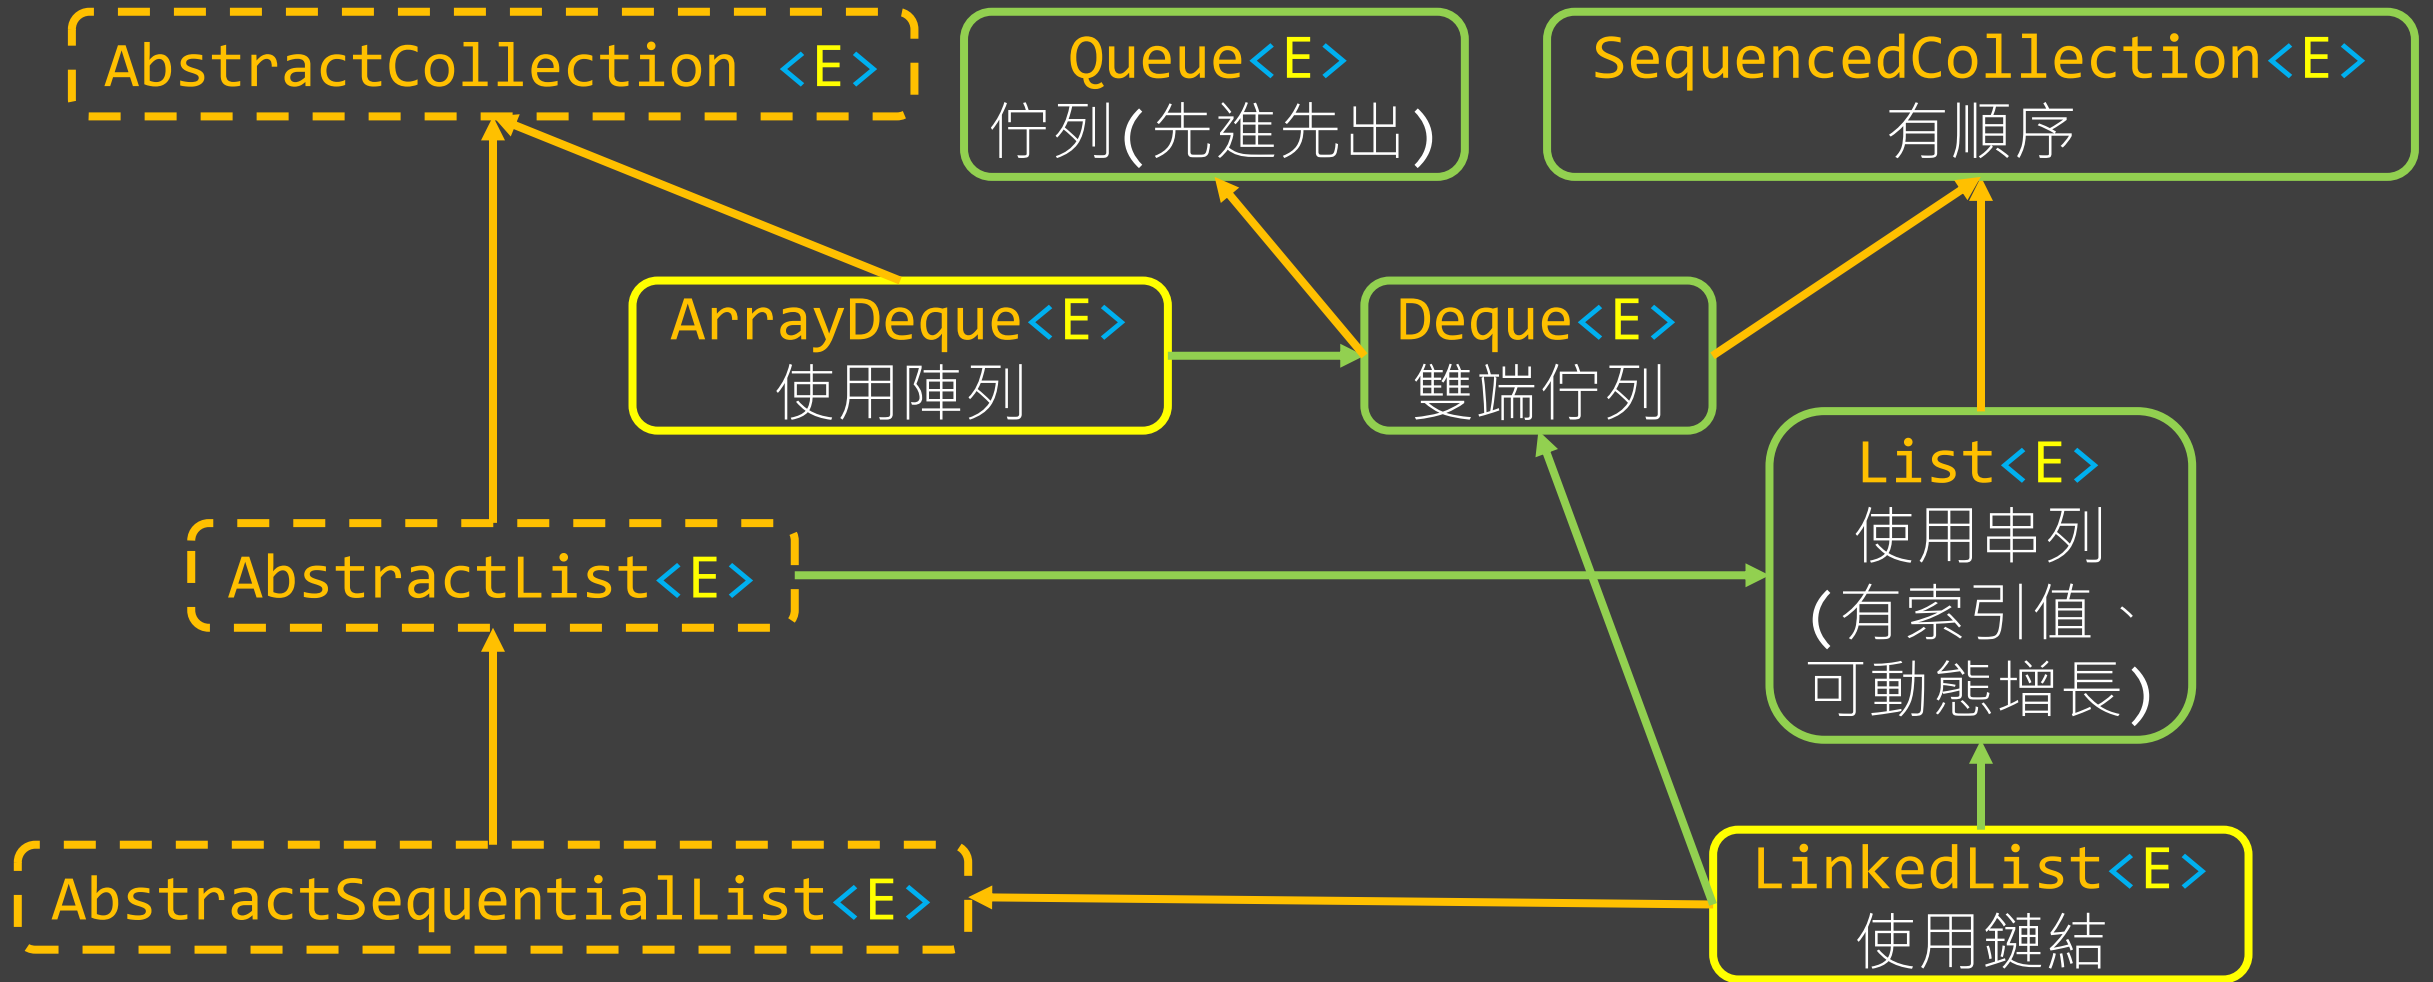 AbstractCollection <E>
Queue<E>
佇列(先進先出)
SequencedCollection<E>
有順序
ArrayDeque<E>
使用陣列
Deque<E>
雙端佇列
List<E>
使用串列
(有索引值、
可動態增長)
AbstractList<E>
AbstractSequentialList<E>
LinkedList<E>
使用鏈結